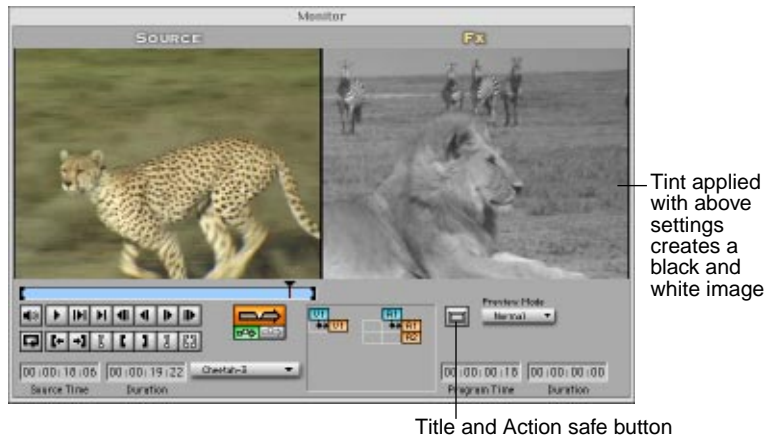 Monitor
SOURCE
FX
Tint applied
with above
settings
creates a
black and
white image
Preview Mode
Normal
V1
V1
A1
A1
A2
00:00:18:06
00:00:19:22
Cheetah-3
00:00:00:18
00:00:00:00
Source Time
Duration
Program Time
Duration
Title and Action safe button